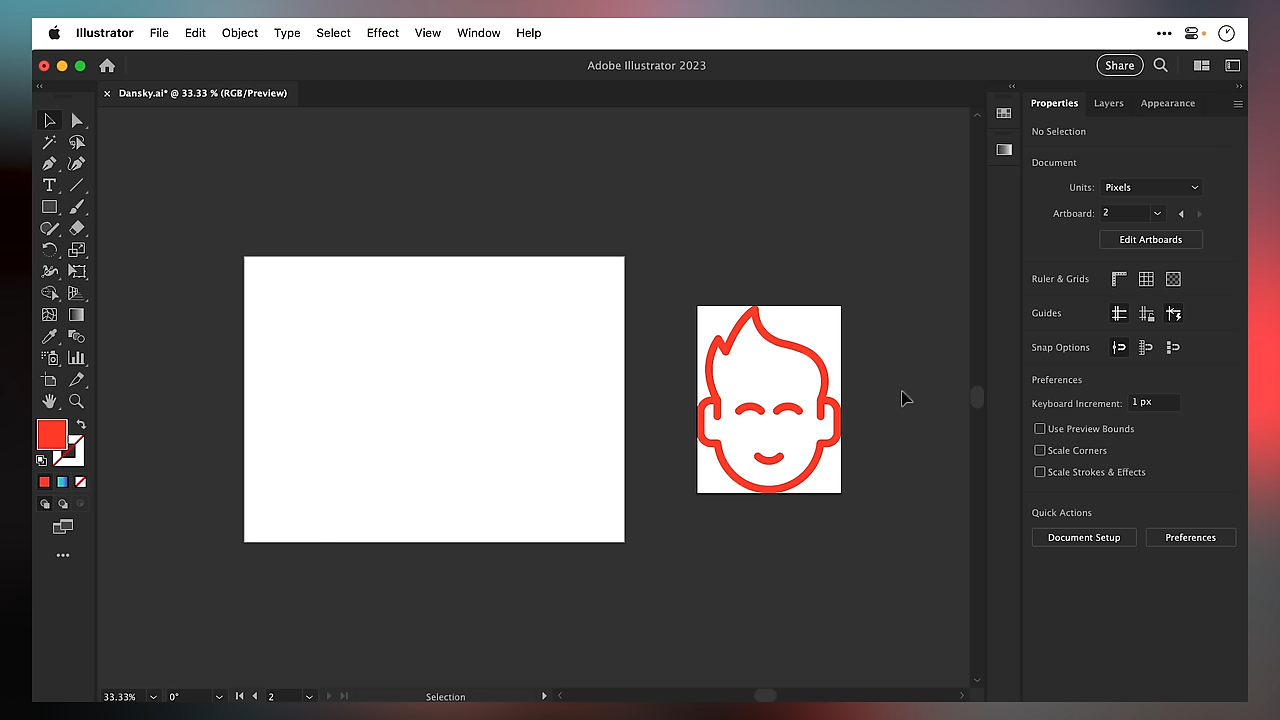 Illustrator File Edit Object Type Select Effect View Window Help
Adobe Illustrator 2023
Share
Dansky.ai* @ 33.33 % (RGB/Preview)
Properties Layers Appearance
No Selection
Document
Units: Pixels
Artboard: 2
Edit Artboards
Ruler & Grids
Guides
Snap Options
Preferences
Keyboard Increment: 1 px
Use Preview Bounds
Scale Corners
Scale Strokes & Effects
Quick Actions
Document Setup Preferences
33.33% 0° 2 Selection